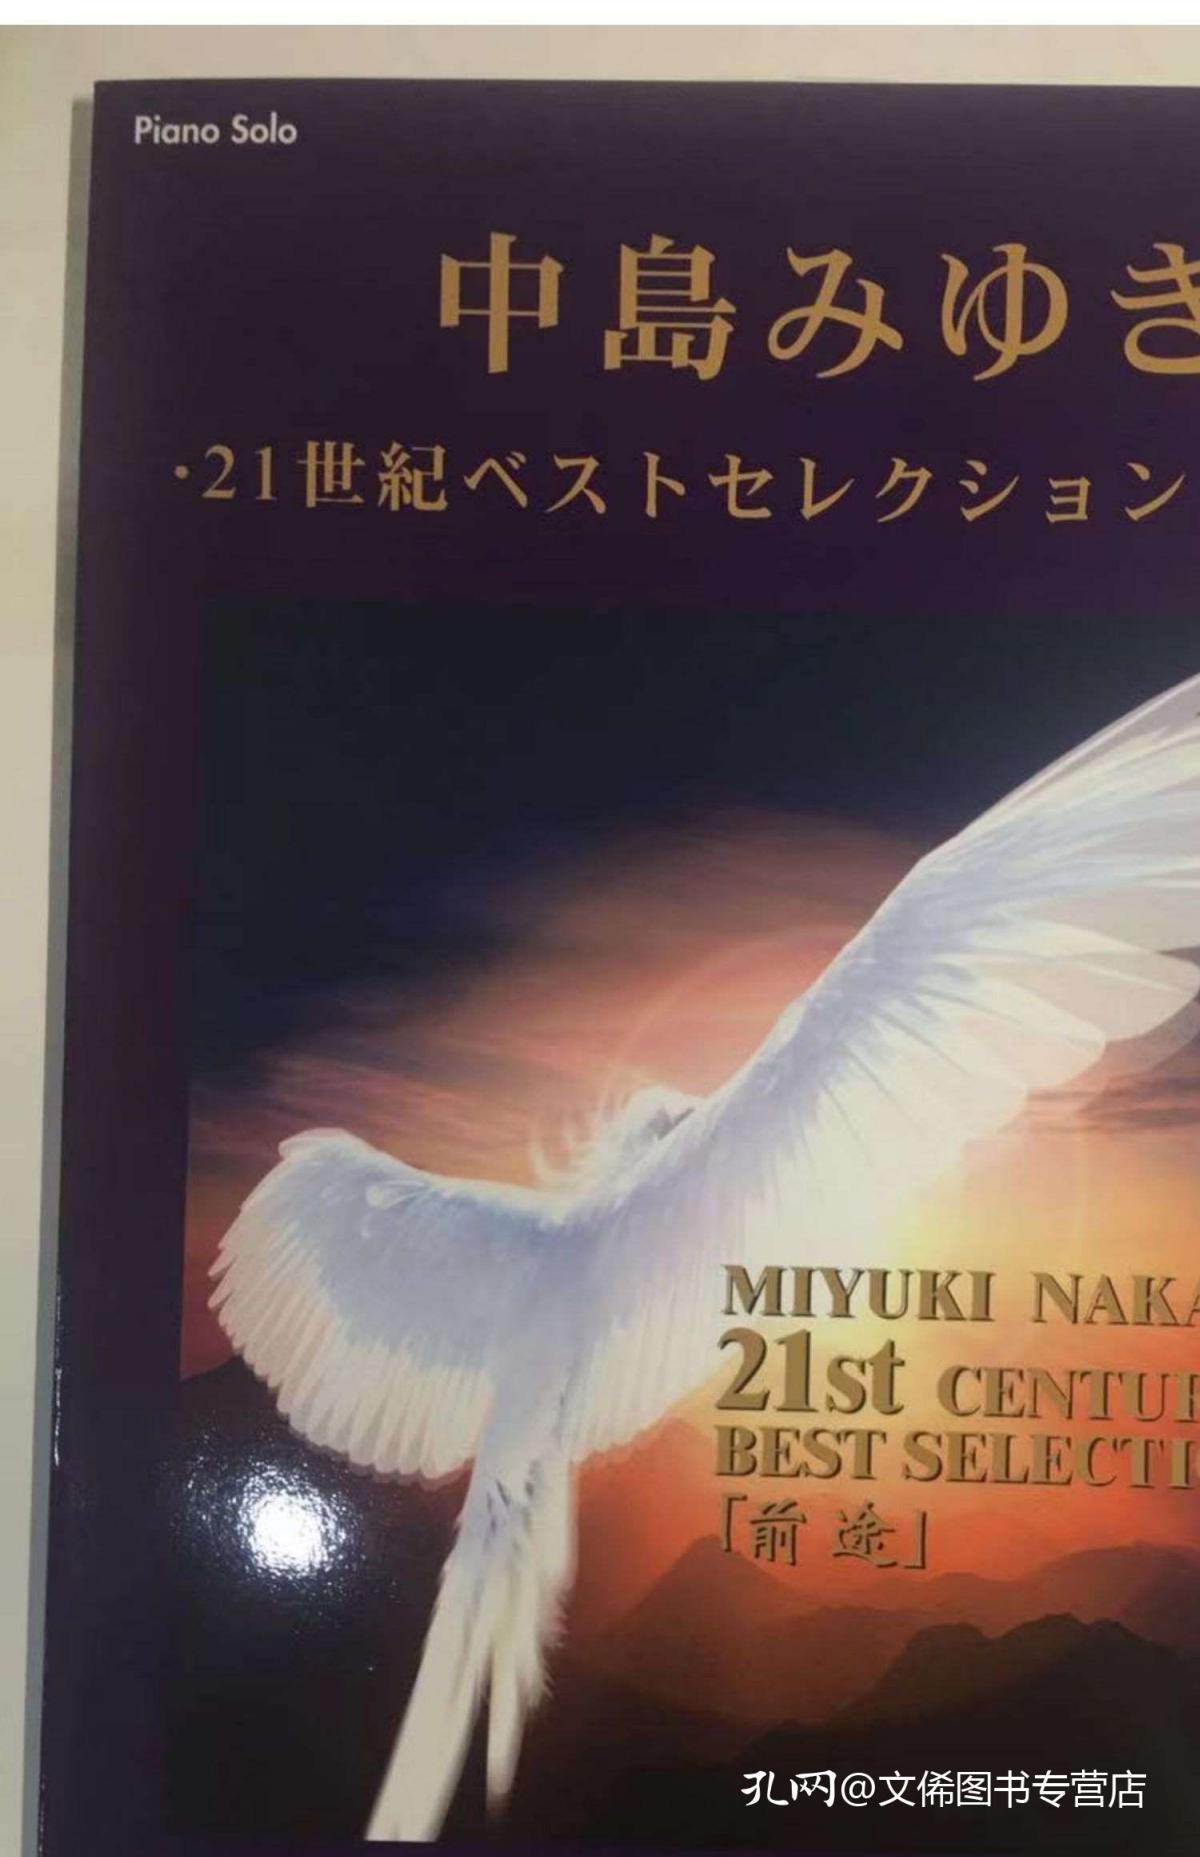 Piano Solo
中島みゆき
·21世紀ベストセレクション
MIYUKI NAKA
21st CENTUR
BEST SELECTI
「前途」
孔网@文俙图书专营店